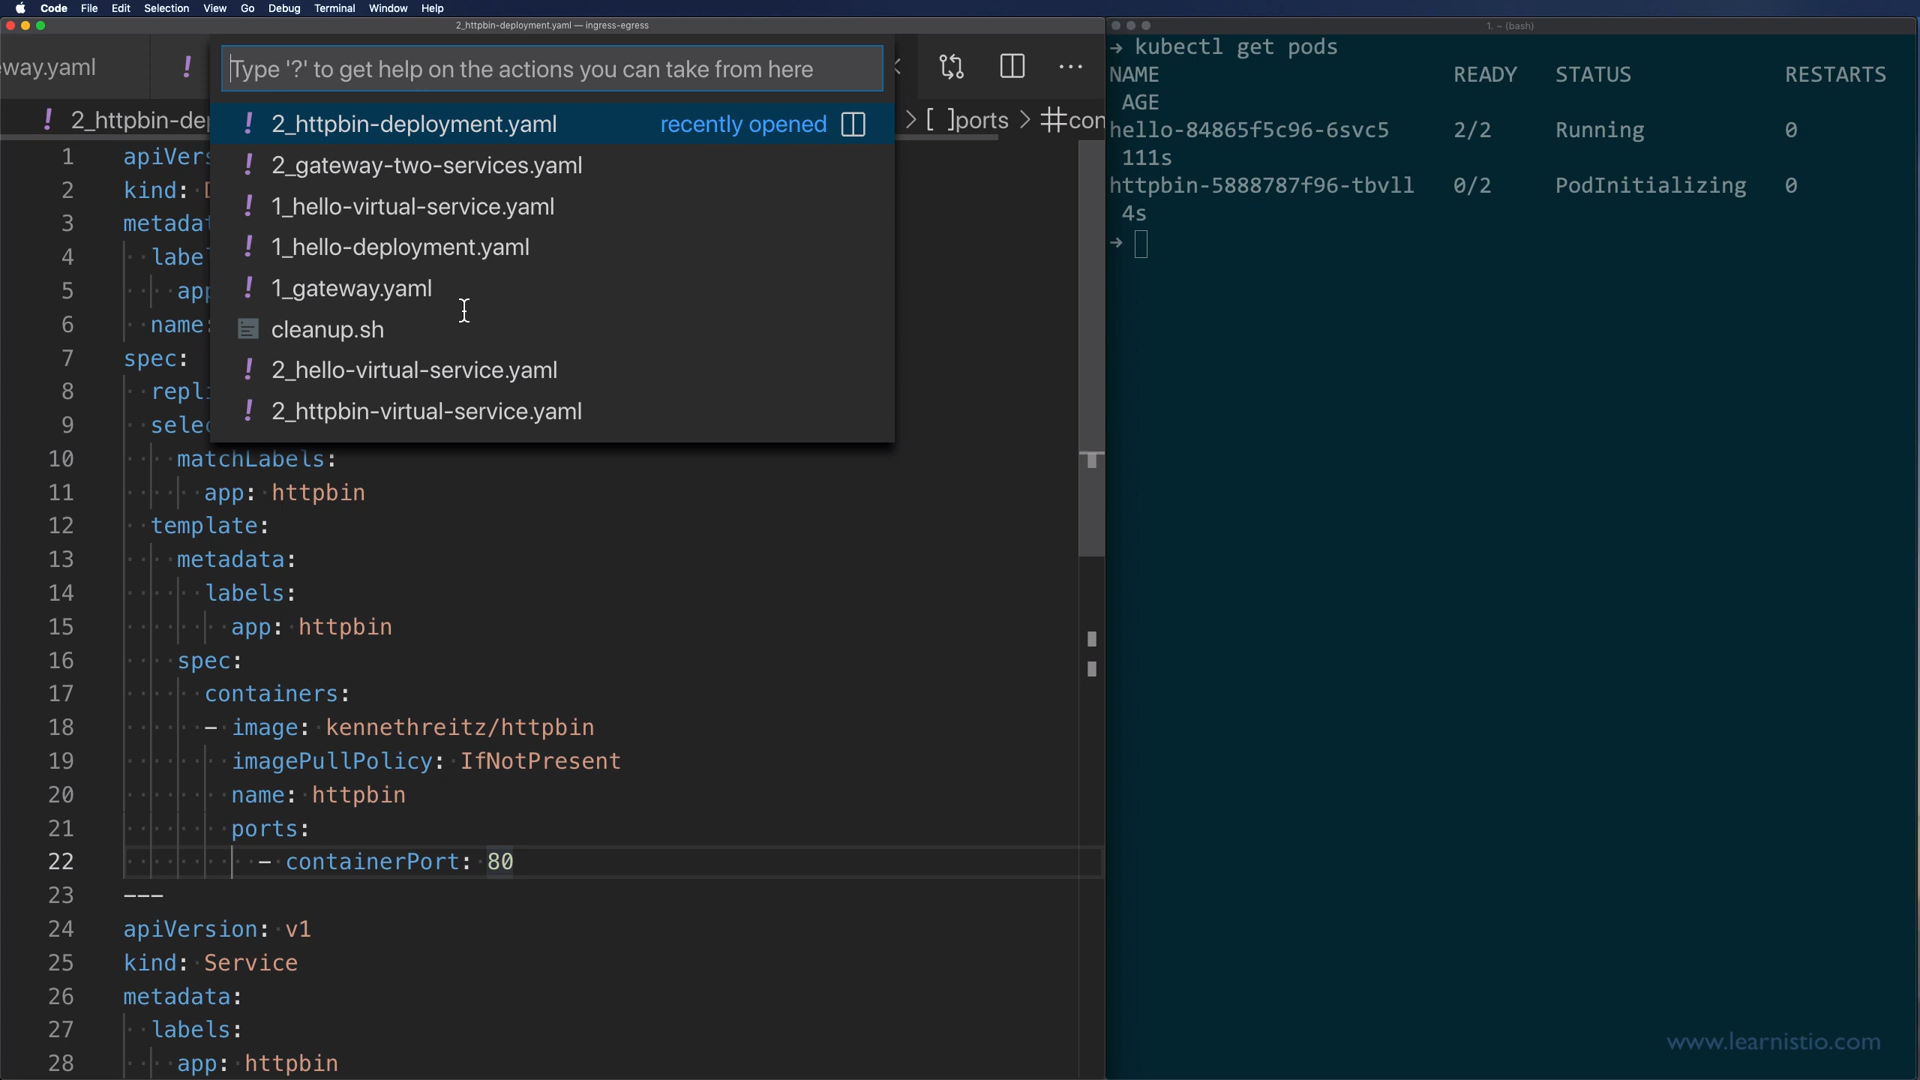 Code File Edit Selection View Go Debug Terminal Window Help
2_httpbin-deployment.yaml — ingress-egress
way.yaml
!
Type '?' to get help on the actions you can take from here
! 2_httpbin-dep
[ ]ports
con
! 2_httpbin-deployment.yaml recently opened
! 2_gateway-two-services.yaml
! 1_hello-virtual-service.yaml
! 1_hello-deployment.yaml
! 1_gateway.yaml
cleanup.sh
! 2_hello-virtual-service.yaml
! 2_httpbin-virtual-service.yaml
1 apiVers
2 kind:
3 metadat
4 labe
5 app
6 name:
7 spec:
8 repli
9 selec
10 matchLabels:
11 app: httpbin
12 template:
13 metadata:
14 labels:
15 app: httpbin
16 spec:
17 containers:
18 - image: kennethreitz/httpbin
19 imagePullPolicy: IfNotPresent
20 name: httpbin
21 ports:
22 - containerPort: 80
23 ---
24 apiVersion: v1
25 kind: Service
26 metadata:
27 labels:
28 app: httpbin
1. ~ (bash)
→ kubectl get pods
NAME READY STATUS RESTARTS
AGE
hello-84865f5c96-6svc5 2/2 Running 0
111s
httpbin-5888787f96-tbvll 0/2 PodInitializing 0
4s
→
www.learnistio.com